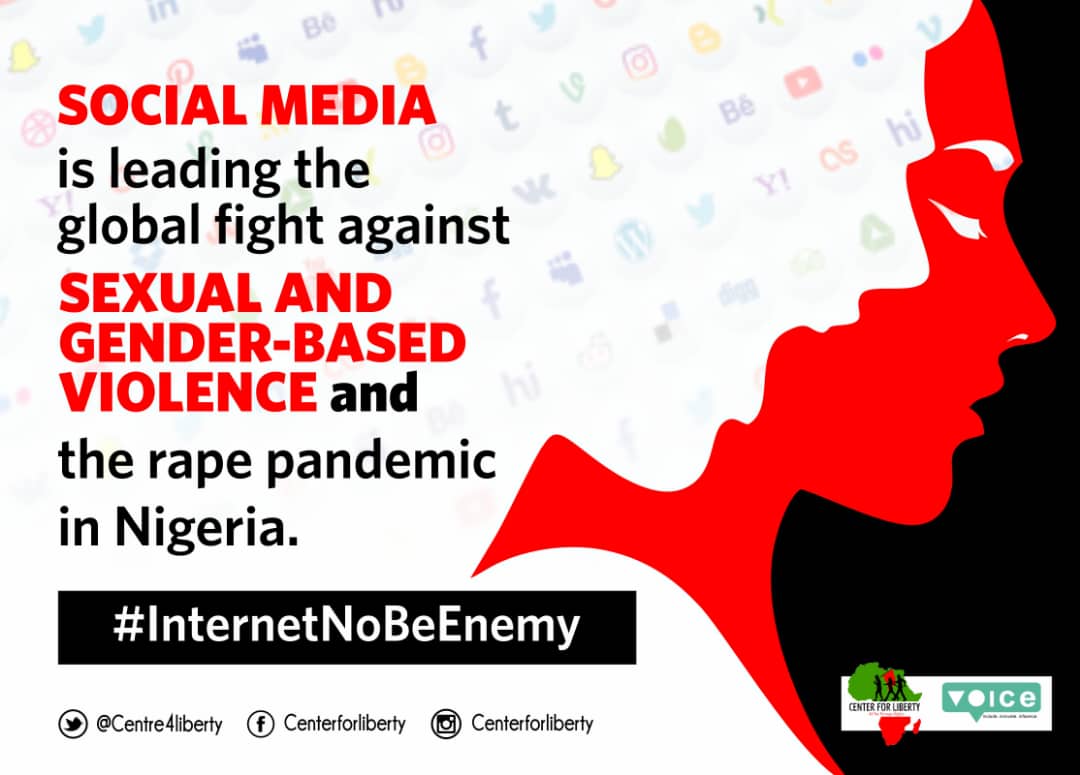 SOCIAL MEDIA
is leading the
global fight against
SEXUAL AND
GENDER-BASED
VIOLENCE and
the rape pandemic
in Nigeria.
#InternetNoBeEnemy
@Centre4liberty
Centerforliberty
Centerforliberty
CENTER FOR LIBERTY
VOICE